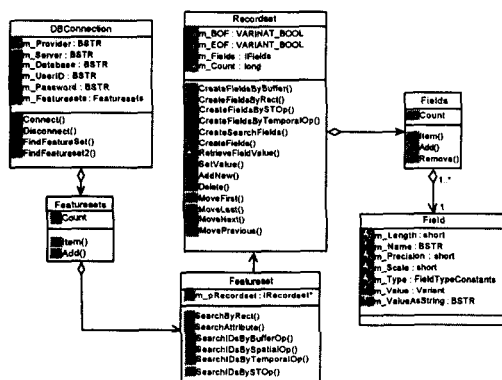 DBConnection
m_Provider : BSTR
m_Server : BSTR
m_Database : BSTR
m_UserID : BSTR
m_Password : BSTR
m_Featuresets : Featuresets
Connect()
Disconnect()
FindFeatureSet()
FindFeatureset2()
Featuresets
Count
Item()
Add()
Recordset
m_BOF : VARINAT_BOOL
m_EOF : VARIANT_BOOL
m_Fields : IFields
m_Count : long
CreateFieldsByBuffer()
CreateFieldsByRect()
CreateFieldsBySTOp()
CreateFieldsByTemporalOp()
CreateSearchFields()
CreateFields()
RetrieveFieldValue()
SetValue()
AddNew()
Delete()
MoveFirst()
MoveLast()
MoveNext()
MovePrevious()
Featureset
m_pRecordset : IRecordset*
SearchByRect()
SearchAttribute()
SearchIDsByBufferOp()
SearchIDsBySpatialOp()
SearchIDsByTemporalOp()
SearchIDsBySTOp()
Fields
Count
Item()
Add()
Remove()
1..*
1
Field
m_Length : short
m_Name : BSTR
m_Precision : short
m_Scale : short
m_Type : FieldTypeConstants
m_Value : Variant
m_ValueAsString : BSTR